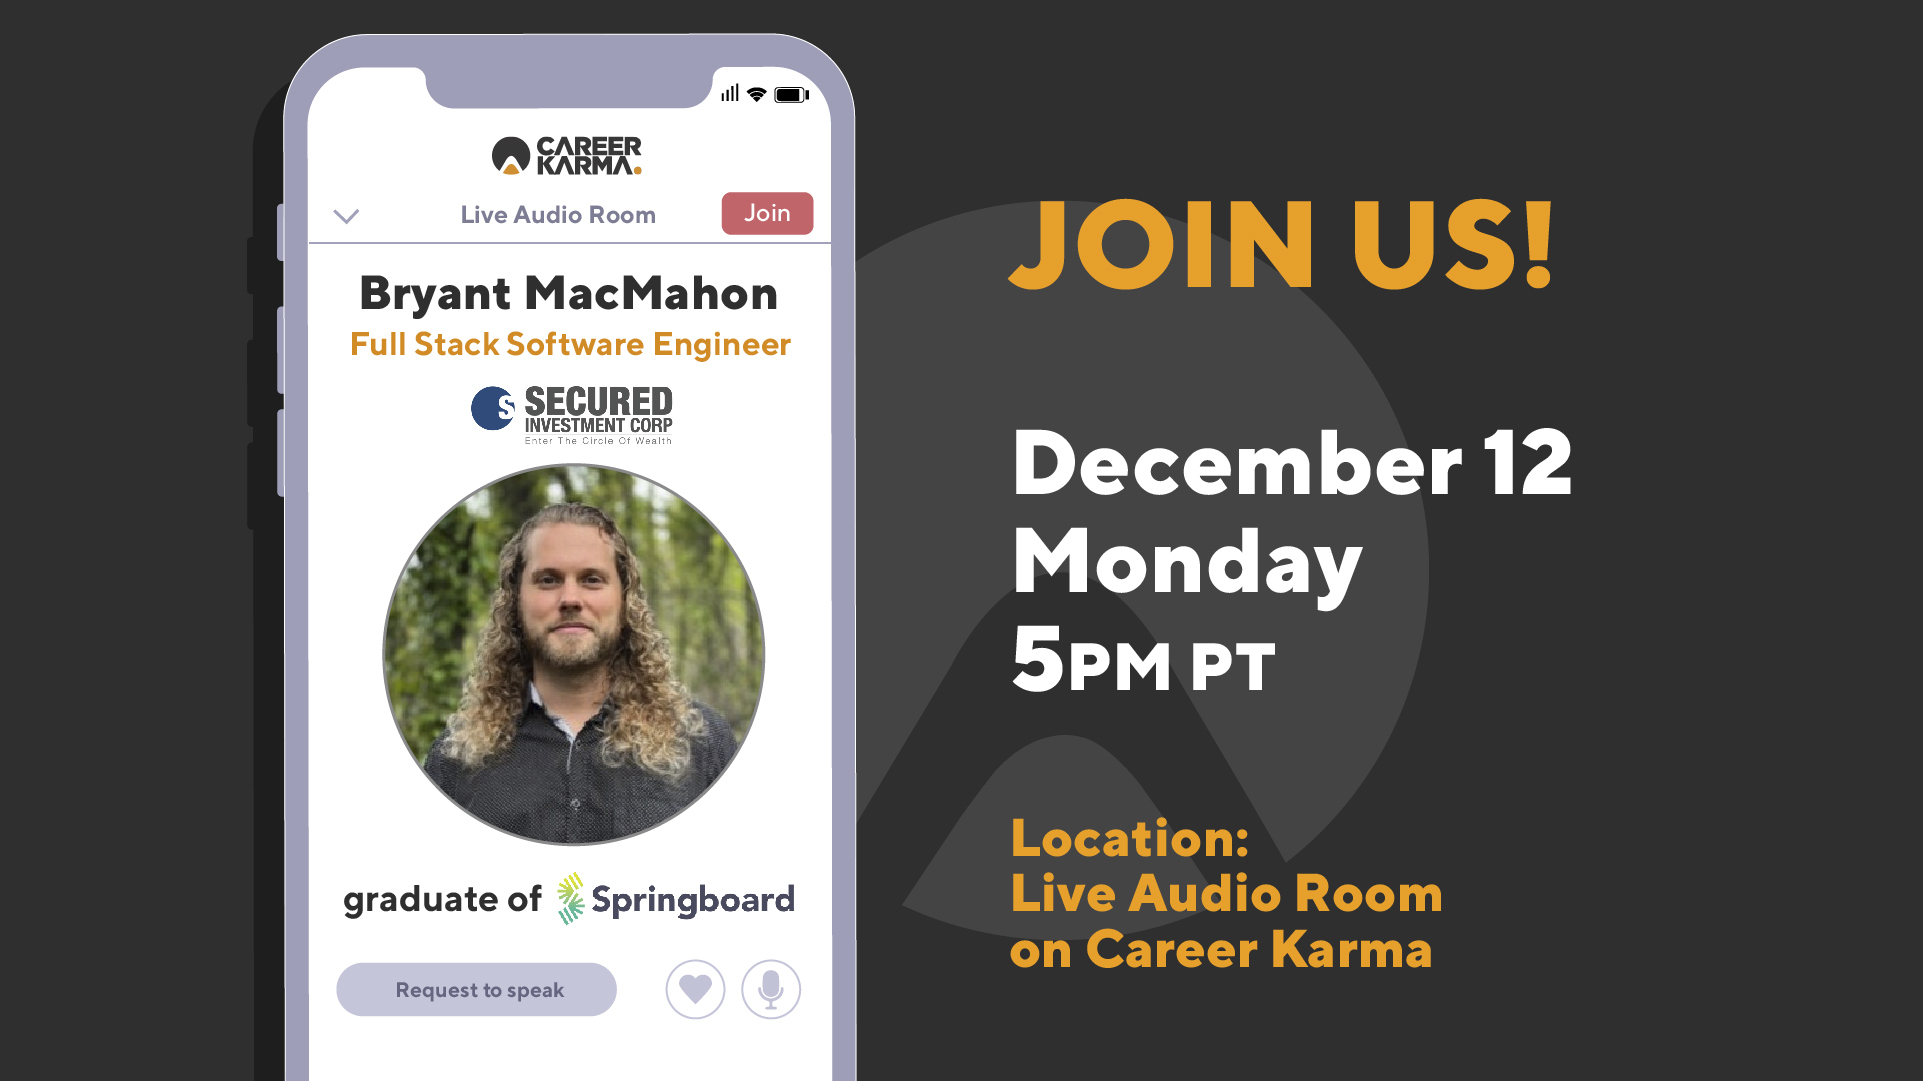 CAREER
KARMA.
Live Audio Room
Join
Bryant MacMahon
Full Stack Software Engineer
S
SECURED
INVESTMENT CORP
Enter The Circle Of Wealth
graduate of Springboard
Request to speak
JOIN US!
December 12
Monday
5PM PT
Location:
Live Audio Room
on Career Karma